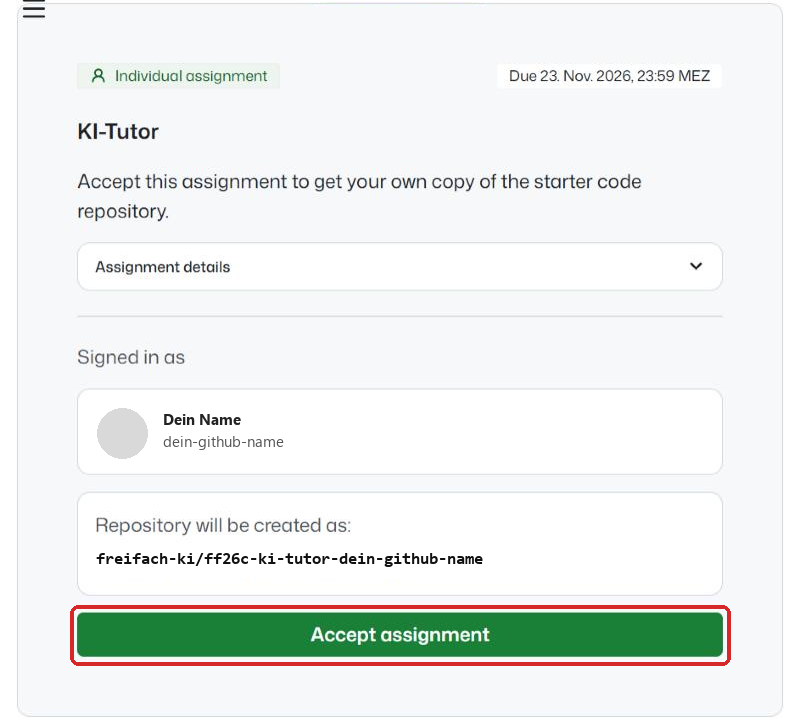 Individual assignment
Due 23. Nov. 2026, 23:59 MEZ
KI-Tutor
Accept this assignment to get your own copy of the starter code
repository.
Assignment details
Signed in as
Dein Name
dein-github-name
Repository will be created as:
freifach-ki/ff26c-ki-tutor-dein-github-name
Accept assignment